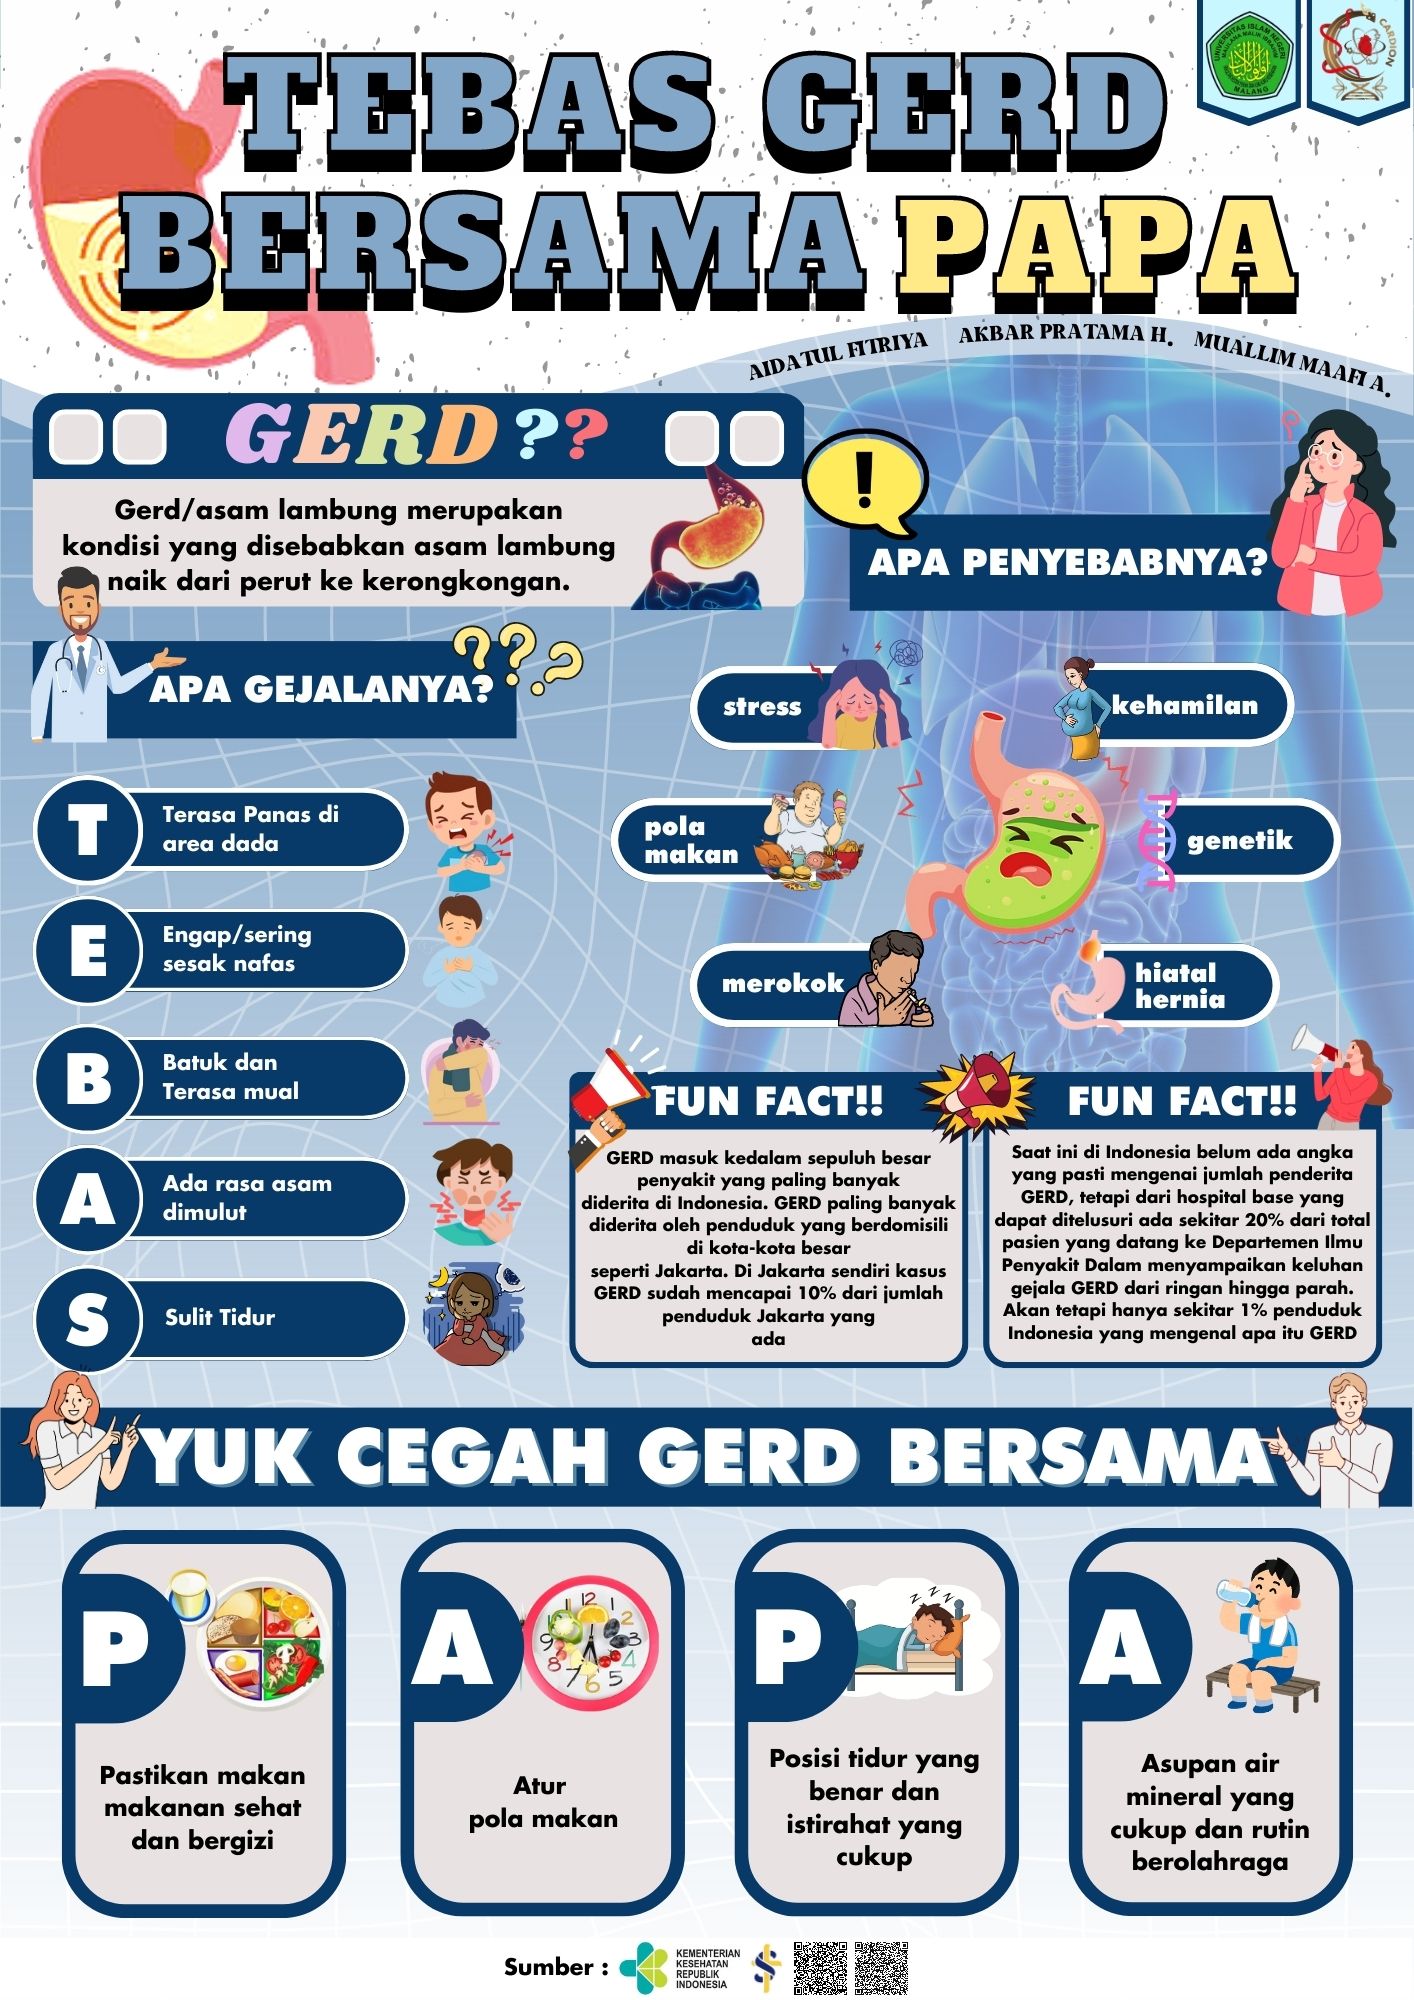 TEBAS GERD
BERSAMA PAPA
AIDATUL FITRIYA
AKBAR PRATAMA H.
MUALLIM MAAFI A.
UNIVERSITAS ISLAM NEGERI
MALANG
CARDION
GERD??
Gerd/asam lambung merupakan
kondisi yang disebabkan asam lambung
naik dari perut ke kerongkongan.
APA GEJALANYA?
???
T
Terasa Panas di
area dada
E
Engap/sering
sesak nafas
B
Batuk dan
Terasa mual
A
Ada rasa asam
dimulut
S
Sulit Tidur
!
APA PENYEBABNYA?
stress
kehamilan
pola
makan
genetik
merokok
hiatal
hernia
FUN FACT!!
GERD masuk kedalam sepuluh besar
penyakit yang paling banyak
diderita di Indonesia. GERD paling banyak
diderita oleh penduduk yang berdomisili
di kota-kota besar
seperti Jakarta. Di Jakarta sendiri kasus
GERD sudah mencapai 10% dari jumlah
penduduk Jakarta yang
ada
FUN FACT!!
Saat ini di Indonesia belum ada angka
yang pasti mengenai jumlah penderita
GERD, tetapi dari hospital base yang
dapat ditelusuri ada sekitar 20% dari total
pasien yang datang ke Departemen Ilmu
Penyakit Dalam menyampaikan keluhan
gejala GERD dari ringan hingga parah.
Akan tetapi hanya sekitar 1% penduduk
Indonesia yang mengenal apa itu GERD
YUK CEGAH GERD BERSAMA
P
Pastikan makan
makanan sehat
dan bergizi
A
12 1 2 3 4 5 6 7 8 9
Atur
pola makan
P
z z z
Posisi tidur yang
benar dan
istirahat yang
cukup
A
Asupan air
mineral yang
cukup dan rutin
berolahraga
Sumber :
KEMENTERIAN
KESEHATAN
REPUBLIK
INDONESIA